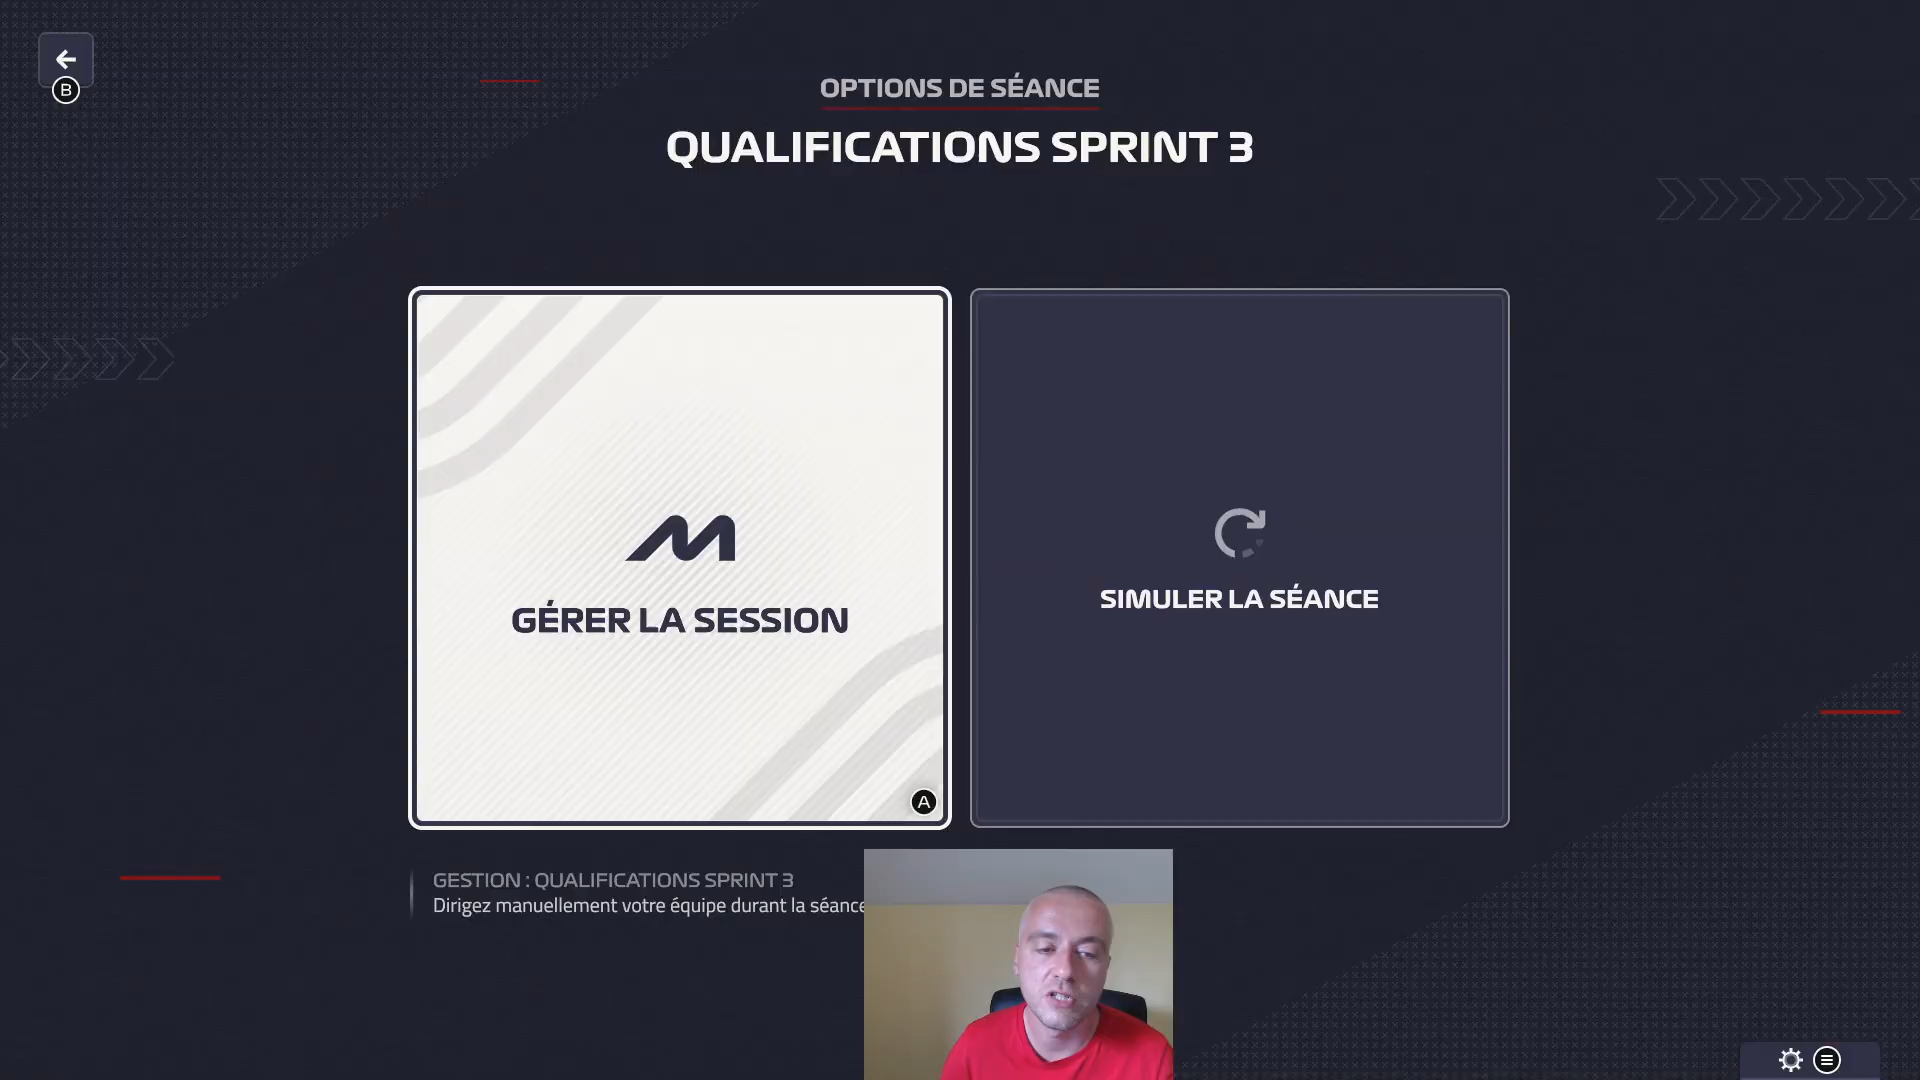 B
OPTIONS DE SÉANCE
QUALIFICATIONS SPRINT 3
GÉRER LA SESSION
A
SIMULER LA SÉANCE
GESTION : QUALIFICATIONS SPRINT 3
Dirigez manuellement votre équipe durant la séance